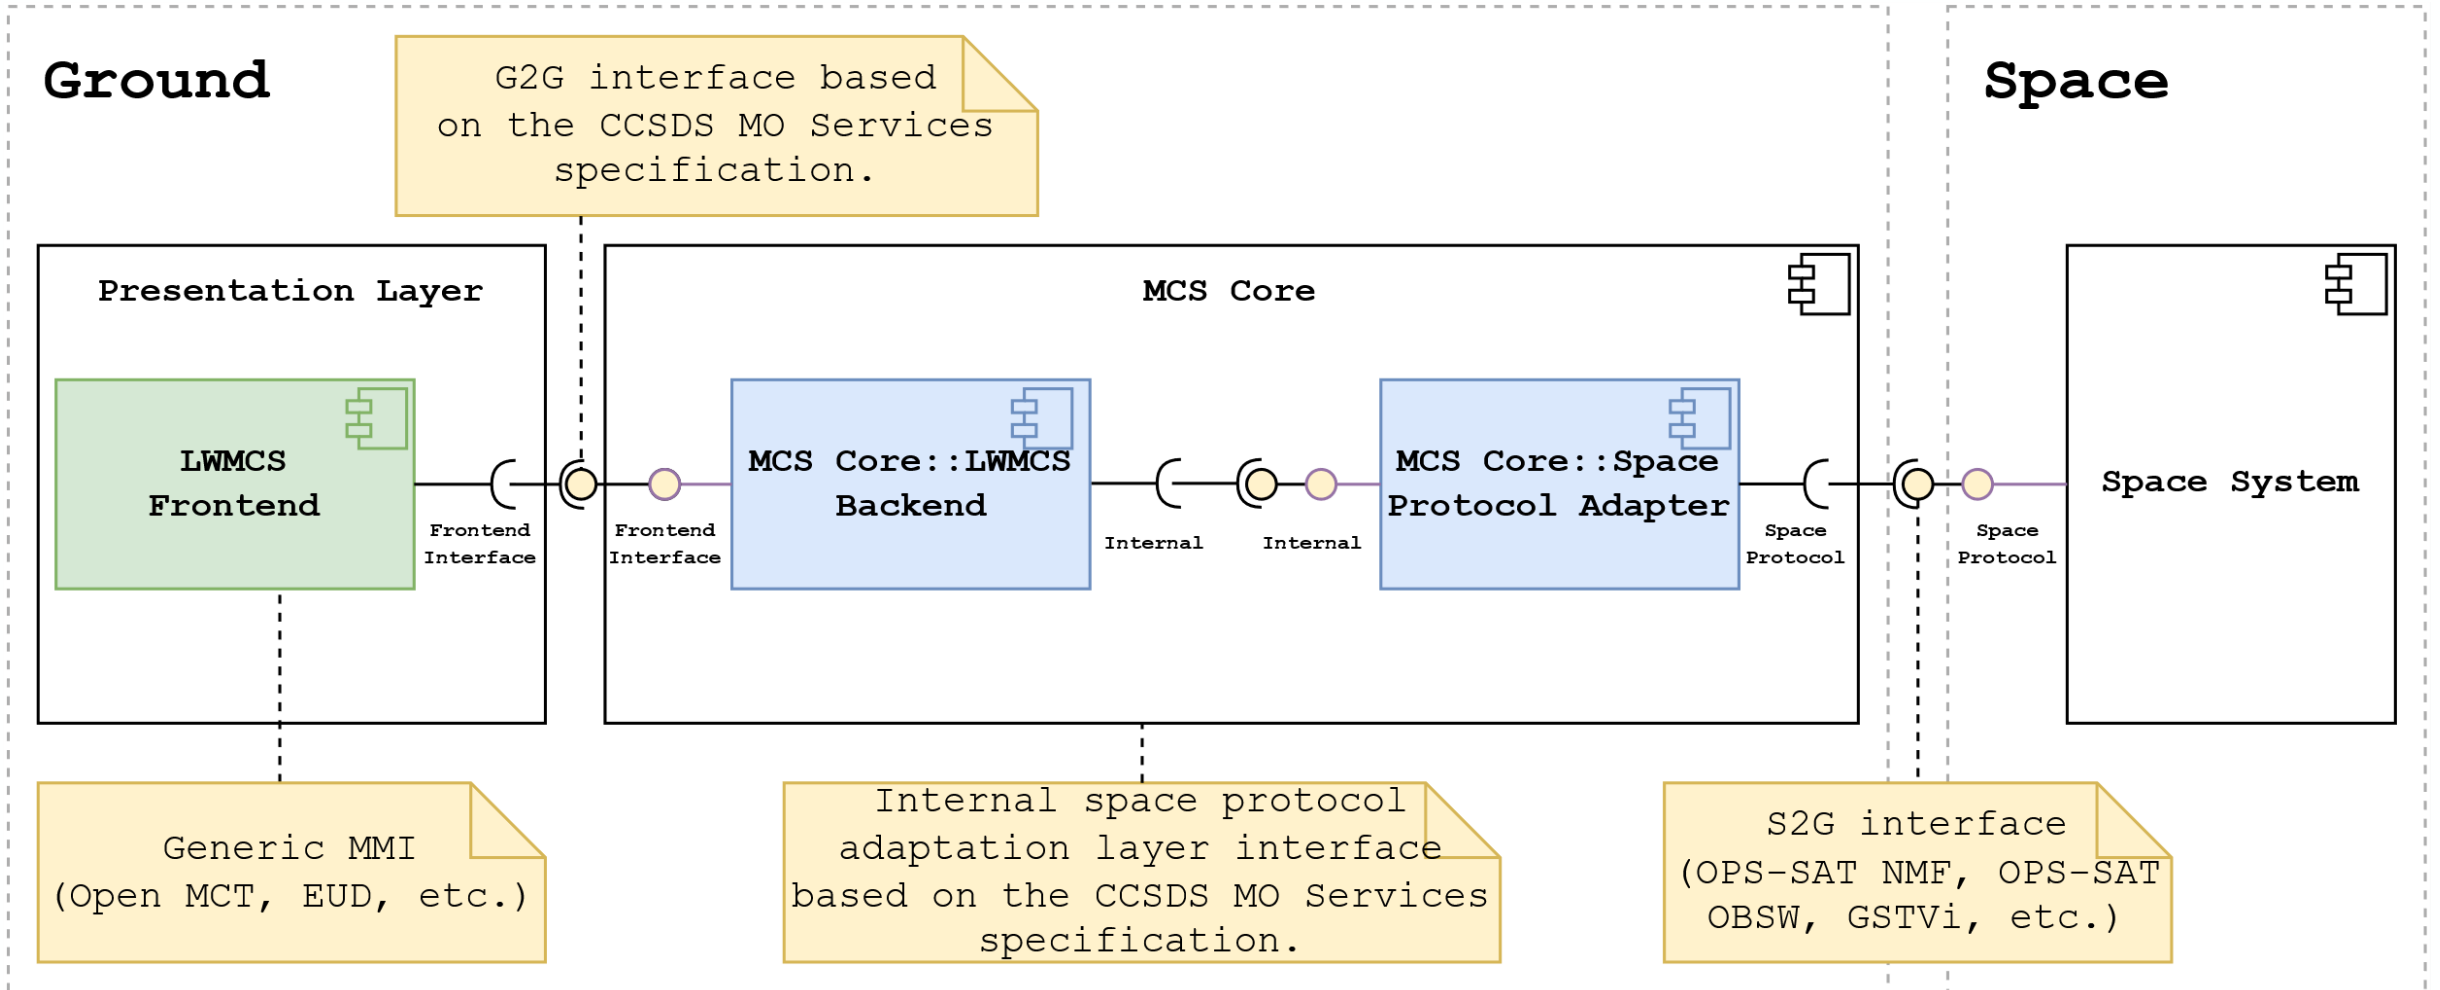 Ground
G2G interface based
on the CCSDS MO Services
specification.
Space
Presentation Layer
MCS Core
LWMCS
Frontend
Frontend
Interface
Frontend
Interface
MCS Core::LWMCS
Backend
Internal
Internal
MCS Core::Space
Protocol Adapter
Space
Protocol
Space
Protocol
Space System
Generic MMI
(Open MCT, EUD, etc.)
Internal space protocol
adaptation layer interface
based on the CCSDS MO Services
specification.
S2G interface
(OPS-SAT NMF, OPS-SAT
OBSW, GSTVi, etc.)